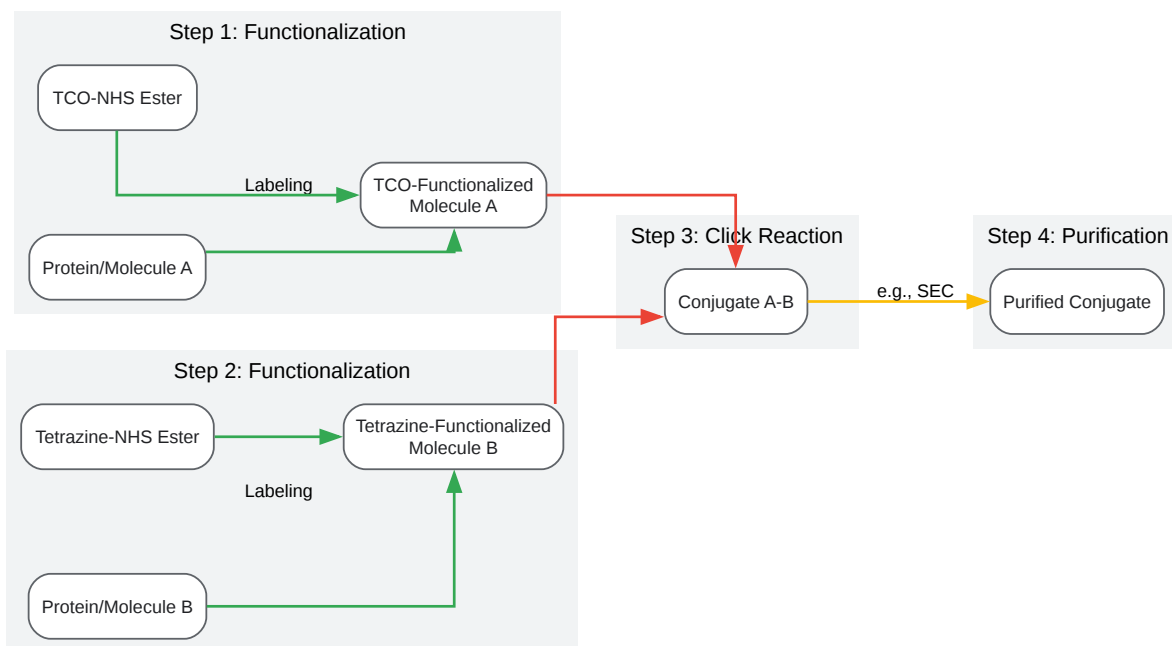 Step 1: Functionalization
TCO-NHS Ester
Labeling
TCO-Functionalized
Molecule A
Protein/Molecule A
Step 2: Functionalization
Tetrazine-NHS Ester
Tetrazine-Functionalized
Molecule B
Labeling
Protein/Molecule B
Step 3: Click Reaction
Conjugate A-B
e.g., SEC
Step 4: Purification
Purified Conjugate